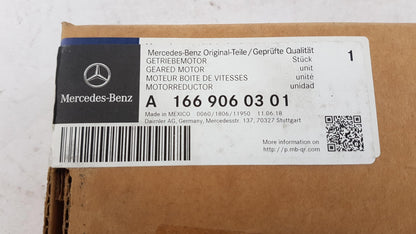 Mercedes-Benz Original-Teile/Geprüfte Qualität
GETRIEBEMOTOR Stück 1
GEARED MOTOR unit
MOTEUR BOITE DE VITESSES unité
MOTORREDUCTOR unidad
Mercedes-Benz
A 166 906 03 01
Made in MEXICO 0060/1806/11950 11.06.18
Daimler AG, Germany, Mercedesstr. 137, 70327 Stuttgart
More information on
http://p.mb-qr.com